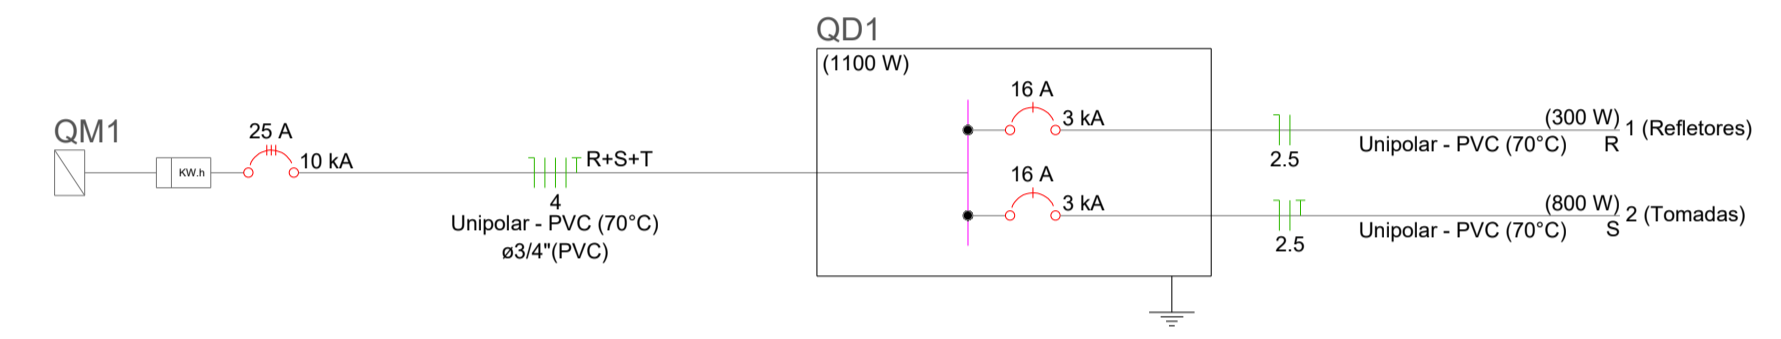 QM1
KW.h
25 A
10 kA
R+S+T
4
Unipolar - PVC (70°C)
ø3/4"(PVC)
QD1
(1100 W)
16 A
3 kA
2.5
(300 W)
Unipolar - PVC (70°C)
R
1 (Refletores)
16 A
3 kA
2.5
(800 W)
Unipolar - PVC (70°C)
S
2 (Tomadas)